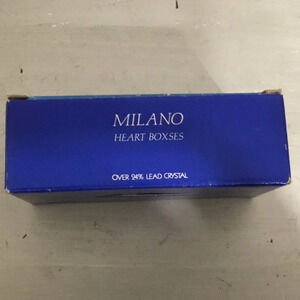 MILANO
HEART BOXSES
OVER 24% LEAD CRYSTAL